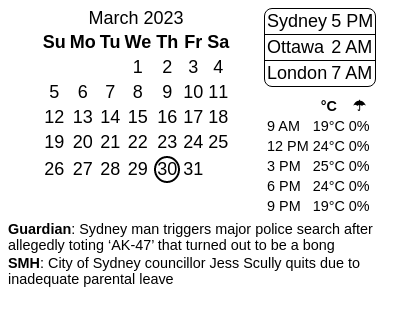 March 2023
Su Mo Tu We Th Fr Sa
1 2 3 4
5 6 7 8 9 10 11
12 13 14 15 16 17 18
19 20 21 22 23 24 25
26 27 28 29 30 31
Sydney 5 PM
Ottawa 2 AM
London 7 AM
°C ☂
9 AM 19°C 0%
12 PM 24°C 0%
3 PM 25°C 0%
6 PM 24°C 0%
9 PM 19°C 0%
Guardian: Sydney man triggers major police search after
allegedly toting ‘AK-47’ that turned out to be a bong
SMH: City of Sydney councillor Jess Scully quits due to
inadequate parental leave